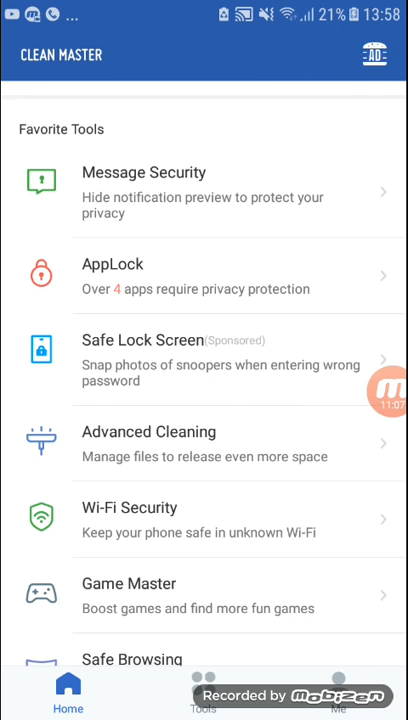 ... 21% 13:58
CLEAN MASTER
AD
Favorite Tools
Message Security
Hide notification preview to protect your
privacy
AppLock
Over 4 apps require privacy protection
Safe Lock Screen(Sponsored)
Snap photos of snoopers when entering wrong
password
11:07
Advanced Cleaning
Manage files to release even more space
Wi-Fi Security
Keep your phone safe in unknown Wi-Fi
Game Master
Boost games and find more fun games
Safe Browsing
Recorded by mobizen
Home
Tools
Me